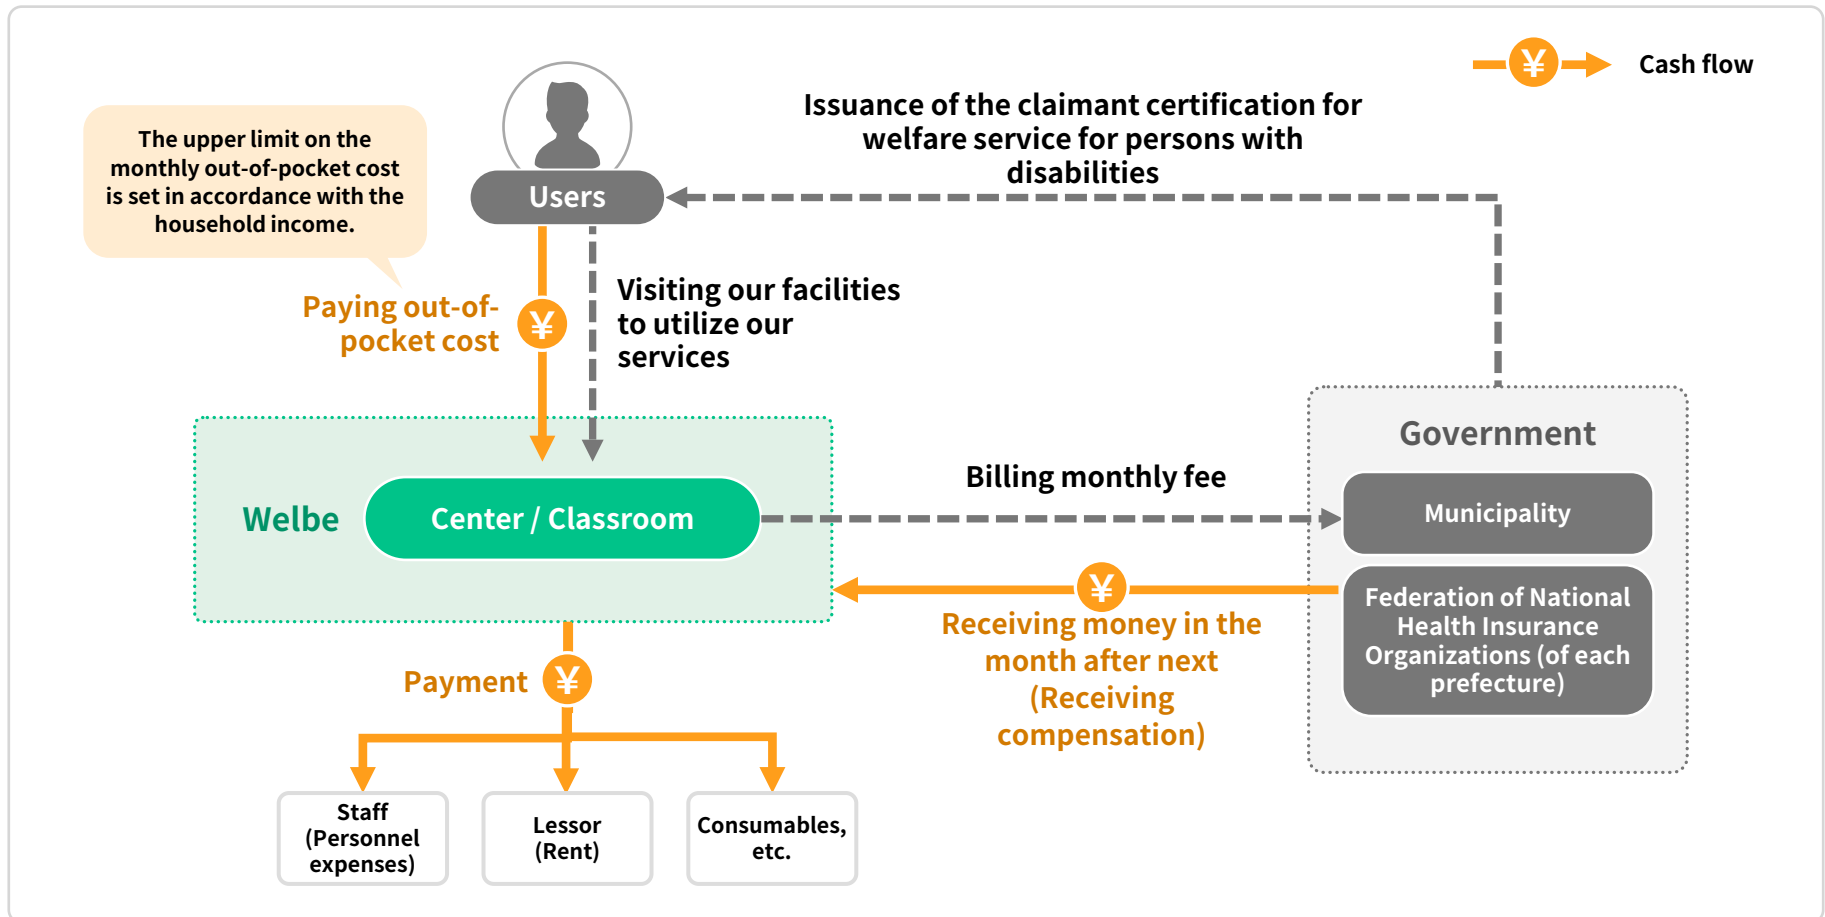 ¥
Cash flow
The upper limit on the
monthly out-of-pocket cost
is set in accordance with the
household income.
Users
Issuance of the claimant certification for
welfare service for persons with
disabilities
Paying out-of-
pocket cost
¥
Visiting our facilities
to utilize our
services
Welbe
Center / Classroom
Billing monthly fee
Government
Municipality
Federation of National
Health Insurance
Organizations (of each
prefecture)
¥
Receiving money in the
month after next
(Receiving
compensation)
Payment
¥
Staff
(Personnel
expenses)
Lessor
(Rent)
Consumables,
etc.